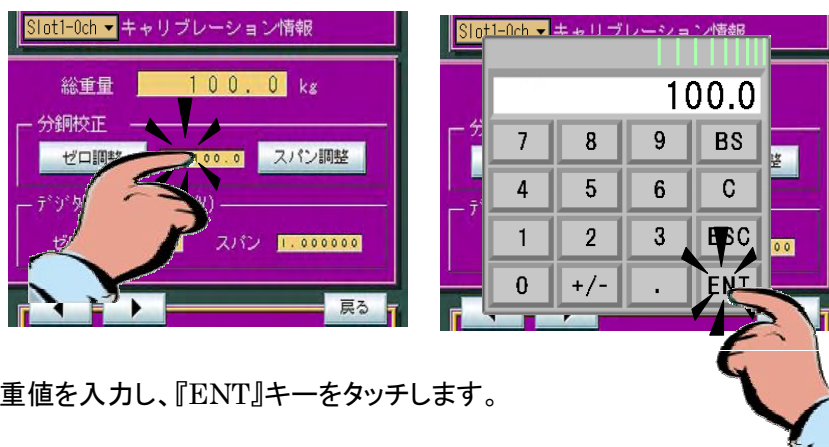 Slot1-0ch キャリブレーション情報
総重量 100.0 kg
分銅校正
ゼロ調整 100.0 スパン調整
スパン 1.000000
戻る
100.0
7 8 9 BS
4 5 6 C
1 2 3 ESC
0 +/- . ENT
重値を入力し、『ENT』キーをタッチします。